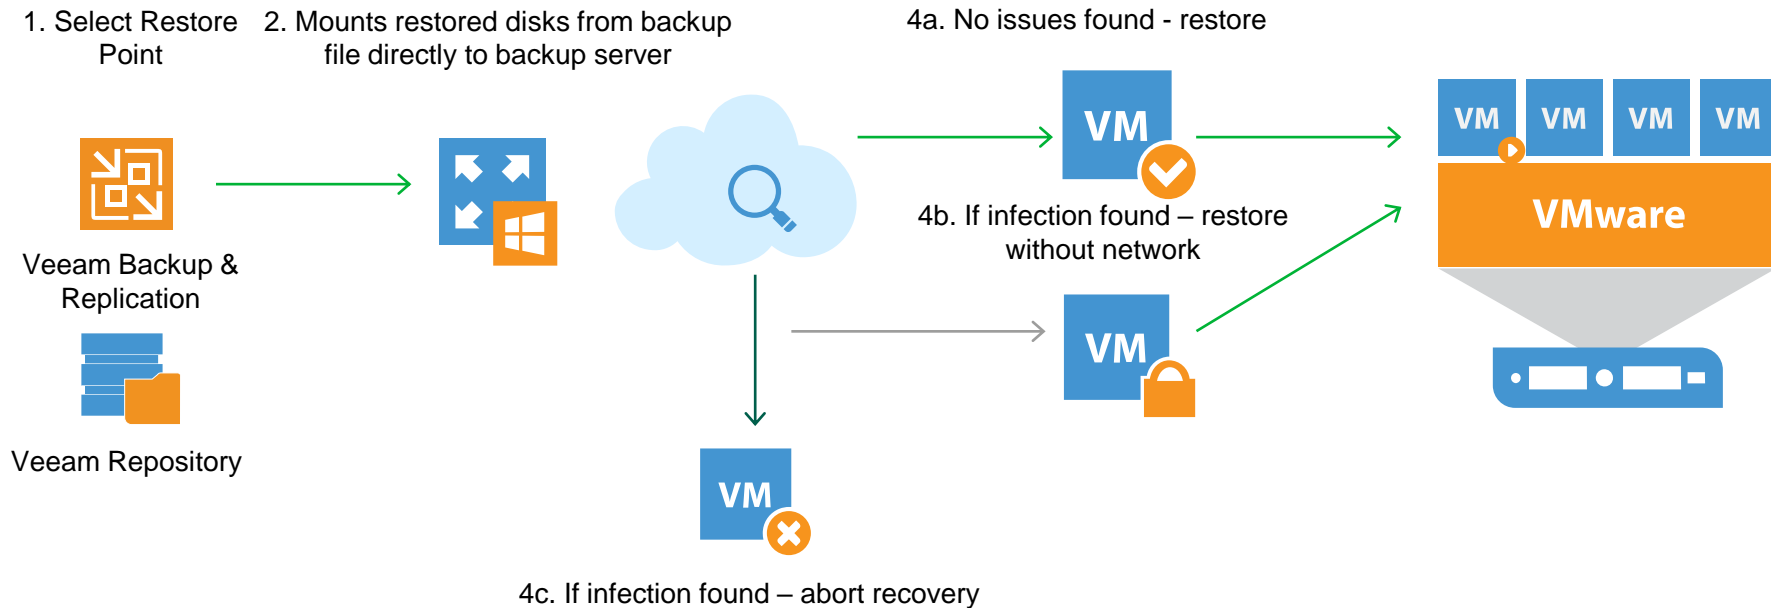 1. Select Restore
Point
2. Mounts restored disks from backup
file directly to backup server
4a. No issues found - restore
VM
VM
VM
VM
VM
VMware
4b. If infection found – restore
without network
Veeam Backup &
Replication
VM
Veeam Repository
VM
4c. If infection found – abort recovery